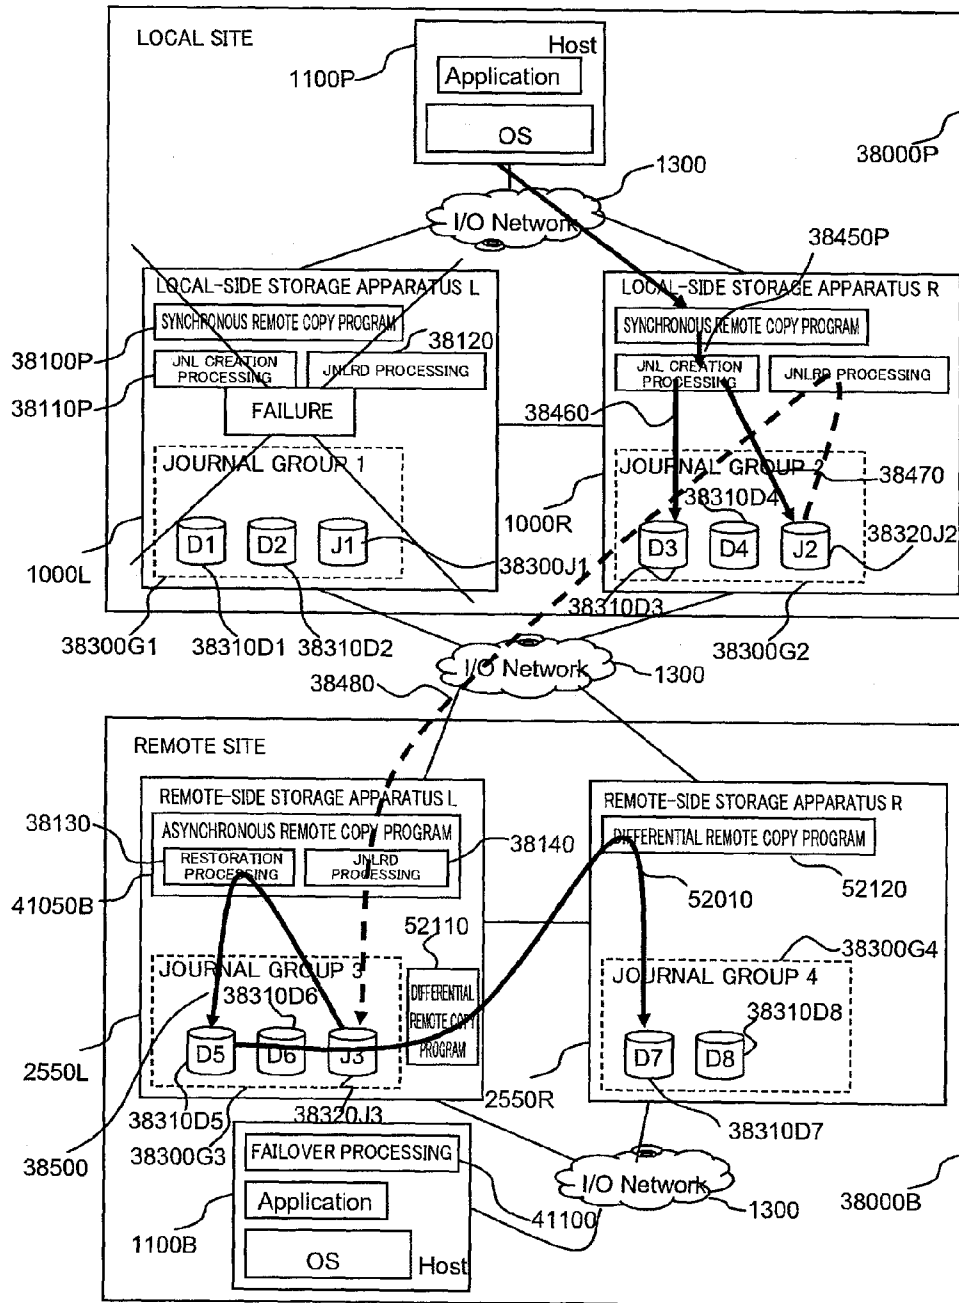 LOCAL SITE
Host
1100P
Application
OS
38000P
1300
I/O Network
38450P
LOCAL-SIDE STORAGE APPARATUS L
LOCAL-SIDE STORAGE APPARATUS R
SYNCHRONOUS REMOTE COPY PROGRAM
SYNCHRONOUS REMOTE COPY PROGRAM
38100P
38120
JNL CREATION
PROCESSING
JNLRD PROCESSING
JNL CREATION
PROCESSING
JNLRD PROCESSING
38110P
FAILURE
38460
JOURNAL GROUP 1
JOURNAL GROUP 2
38470
38310D4
1000R
D1
D2
J1
D3
D4
J2
38320J2
1000L
38300J1
38310D3
38300G1
38310D1
38310D2
38300G2
I/O Network
1300
38480
REMOTE SITE
REMOTE-SIDE STORAGE APPARATUS L
REMOTE-SIDE STORAGE APPARATUS R
38130
ASYNCHRONOUS REMOTE COPY PROGRAM
38140
DIFFERENTIAL REMOTE COPY PROGRAM
RESTORATION
PROCESSING
JNLRD
PROCESSING
41050B
52010
52120
52110
38300G4
JOURNAL GROUP 3
JOURNAL GROUP 4
38310D6
DIFFERENTIAL
REMOTE COPY
PROGRAM
38310D8
D5
D6
J3
D7
D8
2550L
2550R
38310D5
38320J3
38310D7
38300G3
38500
FAILOVER PROCESSING
I/O Network
1300
38000B
Application
41100
1100B
OS
Host